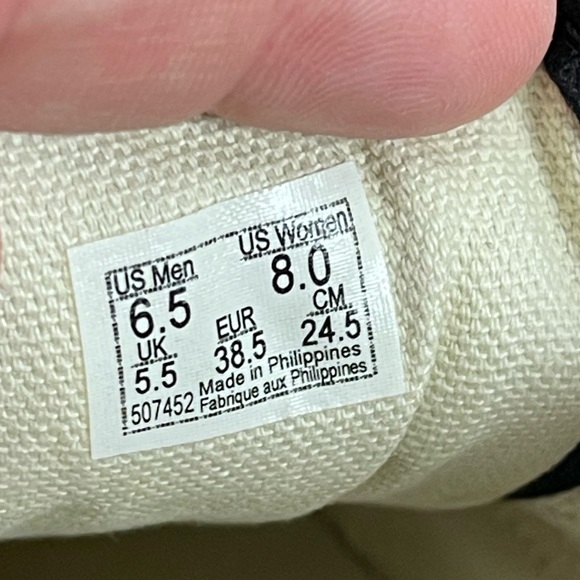 US Men US Women
6.5 8.0
UK EUR CM
5.5 38.5 24.5
Made in Philippines
507452 Fabrique aux Philippines